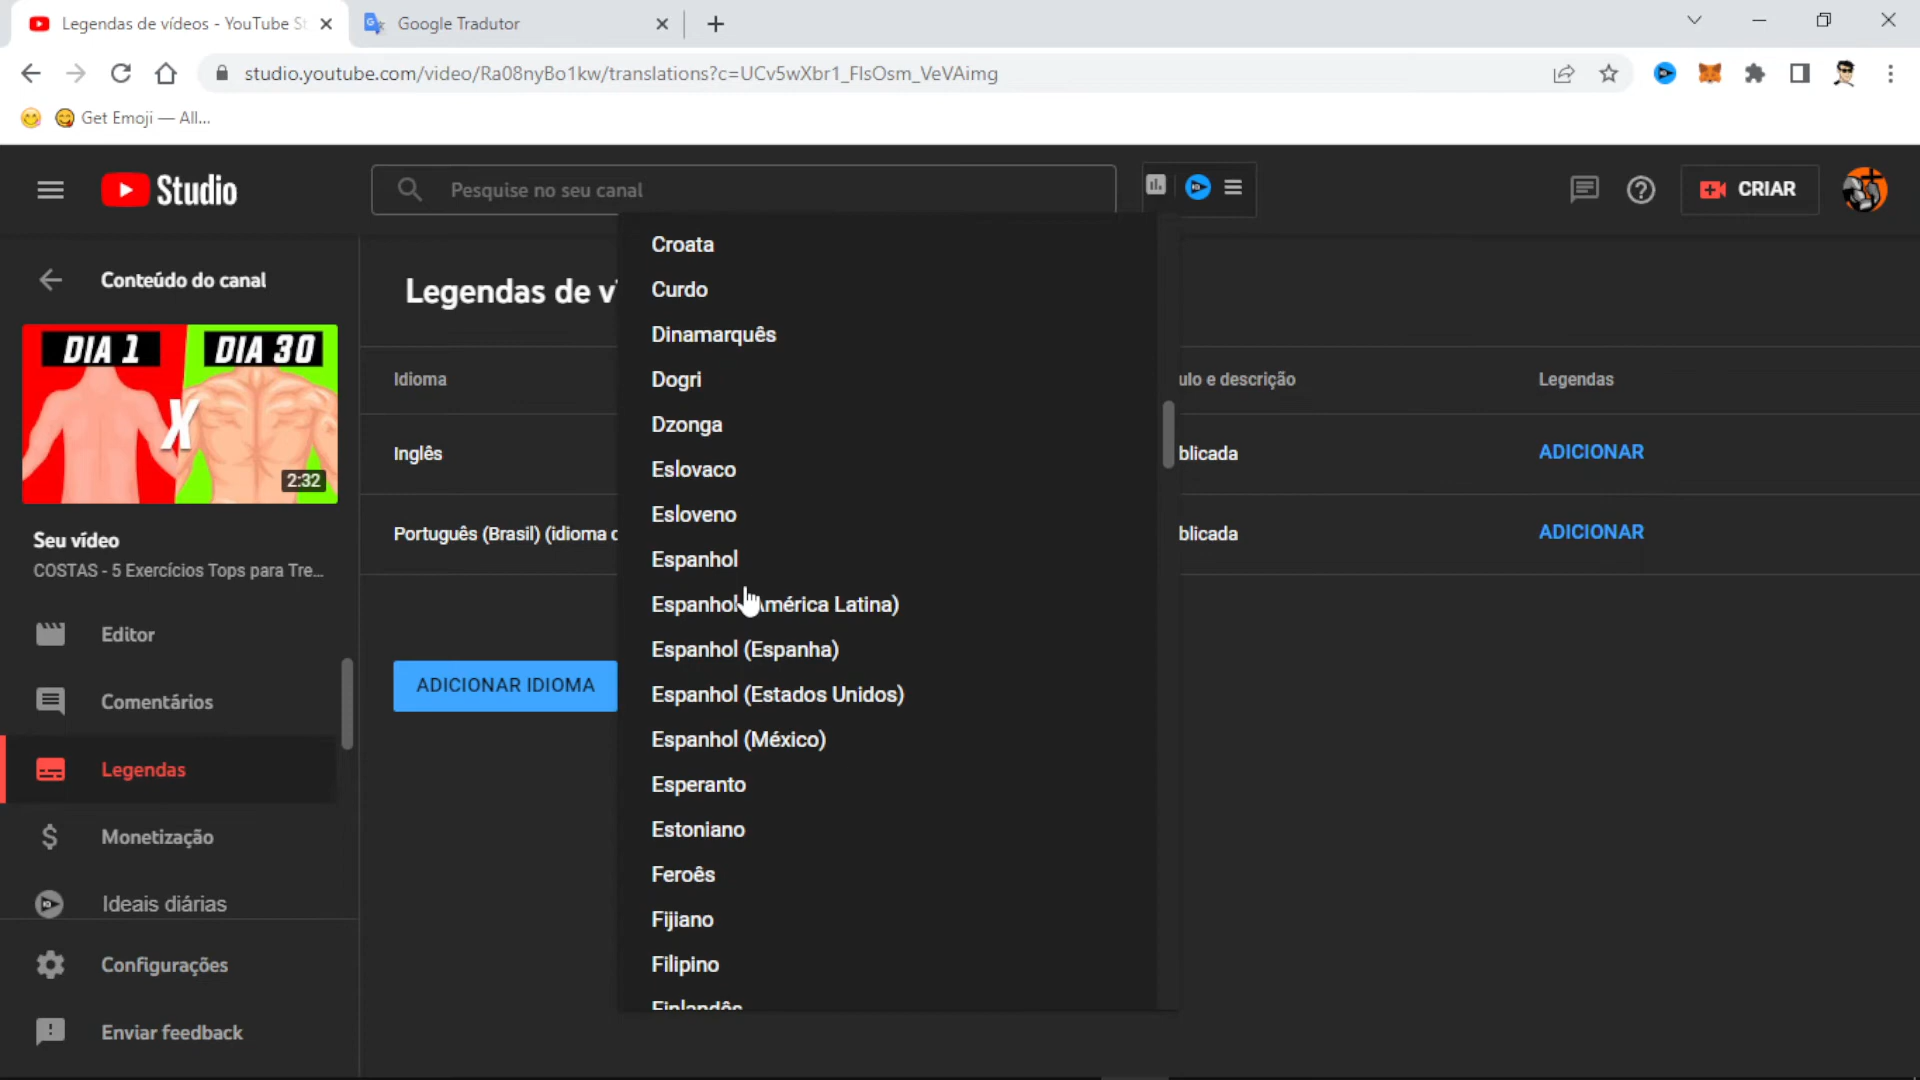 Legendas de vídeos - YouTube St
Google Tradutor
studio.youtube.com/video/Ra08nyBo1kw/translations?c=UCv5wXbr1_FlsOsm_VeVAimg
Get Emoji — All...
Studio
Pesquise no seu canal
CRIAR
Conteúdo do canal
DIA 1
DIA 30
X
2:32
Seu vídeo
COSTAS - 5 Exercícios Tops para Tre...
Editor
Comentários
Legendas
Monetização
Ideais diárias
Configurações
Enviar feedback
Legendas de v
Idioma
ulo e descrição
Legendas
Inglês
blicada
ADICIONAR
Português (Brasil) (idioma
blicada
ADICIONAR
ADICIONAR IDIOMA
Croata
Curdo
Dinamarquês
Dogri
Dzonga
Eslovaco
Esloveno
Espanhol
Espanhol (América Latina)
Espanhol (Espanha)
Espanhol (Estados Unidos)
Espanhol (México)
Esperanto
Estoniano
Feroês
Fijiano
Filipino
Finlandês